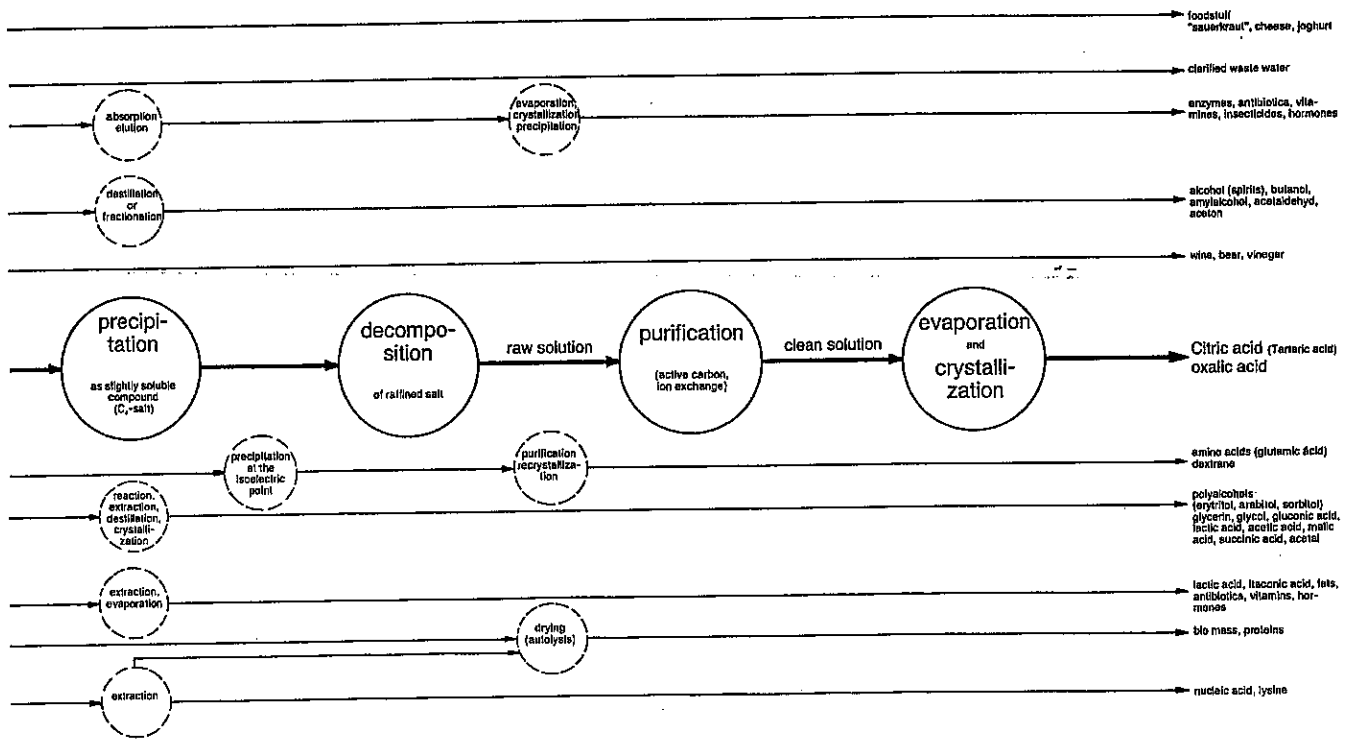 foodstuff
"sauerkraut", cheese, joghurt
clarified waste water
absorption
elution
evaporation,
crystallization
precipitation
enzymes, antibiotica, vita-
mines, insecticides, hormones
destillation
or
fractionation
alcohol (spirits), butanol,
amylalcohol, acetaldehyd,
aceton
wine, bear, vinegar
precipi-
tation
as slightly soluble
compound
decompo-
sition
of raffined salt
raw solution
purification
(active carbon,
ion exchange)
clean solution
evaporation
and
crystalli-
zation
Citric acid (Tartaric acid)
oxalic acid
precipitation
at the
isoelectric
point
purification
recrystalliza-
tion
amino acids (glutamic acid)
dextrane
reaction,
extraction,
destillation,
crystalli-
zation
polyalcohols
(erytritol, arabitol, sorbitol)
glycerin, glycol, gluconic acid,
lactic acid, acetic acid, malic
acid, succinic acid, acetal
extraction,
evaporation
lactic acid, itaconic acid, fats,
antibiotica, vitamins, hor-
mones
drying
(autolysis)
bio mass, proteins
extraction
nucleic acid, lysine